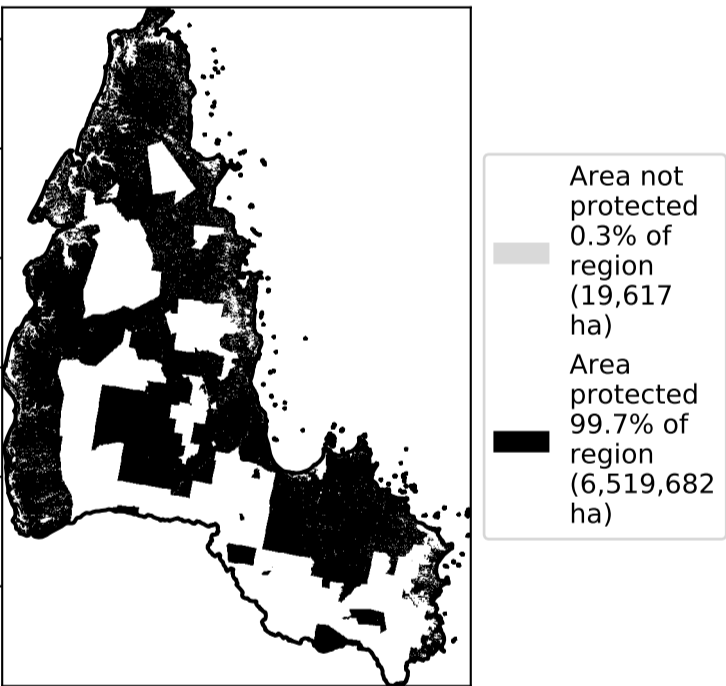 Area not
protected
0.3% of
region
(19,617
ha)
Area
protected
99.7% of
region
(6,519,682
ha)